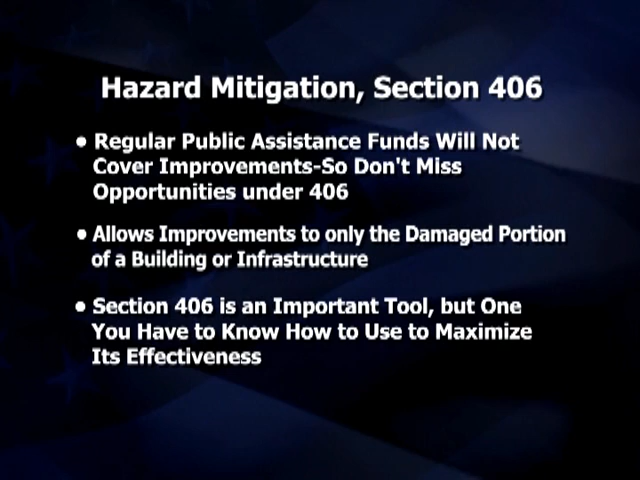 Hazard Mitigation, Section 406
• Regular Public Assistance Funds Will Not
Cover Improvements-So Don't Miss
Opportunities under 406
• Allows Improvements to only the Damaged Portion
of a Building or Infrastructure
• Section 406 is an Important Tool, but One
You Have to Know How to Use to Maximize
Its Effectiveness